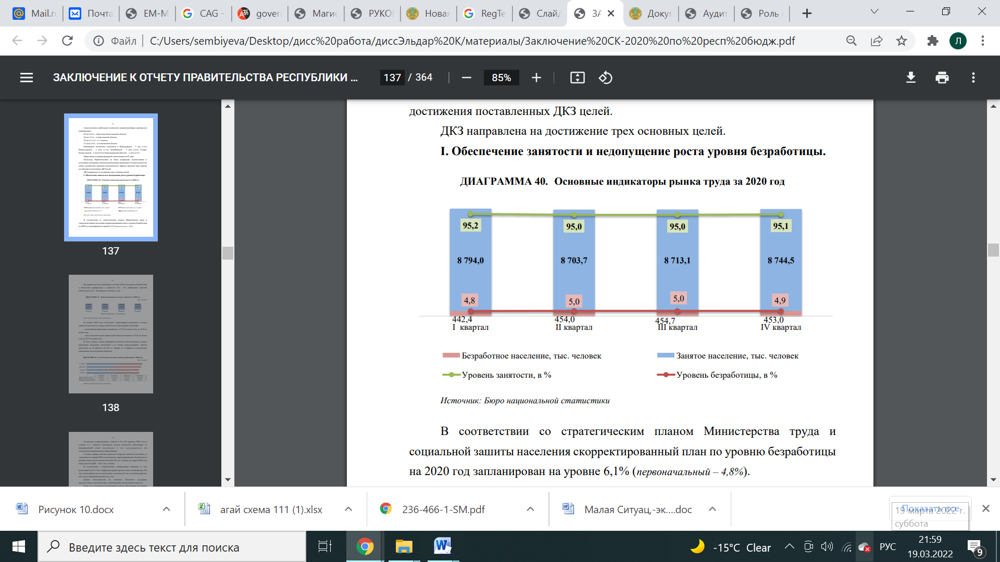 Mail.r
Почта
EM-M
CAG -
govern
Магис
РУКО
Новая
RegTe
Слайд
ЗА
Докум
Аудит
Роль
Файл
C:/Users/sembiyeva/Desktop/дисс%20работа/диссЭльдар%20К/материалы/Заключение%20СК-2020%20по%20респ%20бюдж.pdf
Л
ЗАКЛЮЧЕНИЕ К ОТЧЕТУ ПРАВИТЕЛЬСТВА РЕСПУБЛИКИ ...
137 / 364
85%
137
138
достижения поставленных ДКЗ целей.
ДКЗ направлена на достижение трех основных целей.
I. Обеспечение занятости и недопущение роста уровня безработицы.
ДИАГРАММА 40. Основные индикаторы рынка труда за 2020 год
95,2 95,0 95,0 95,1
8 794,0 8 703,7 8 713,1 8 744,5
4,8 5,0 5,0 4,9
442,4 454,0 454,7 453,0
I квартал II квартал III квартал IV квартал
Безработное население, тыс. человек
Занятое население, тыс. человек
Уровень занятости, в %
Уровень безработицы, в %
Источник: Бюро национальной статистики
В соответствии со стратегическим планом Министерства труда и
социальной зашиты населения скорректированный план по уровню безработицы
на 2020 год запланирован на уровне 6,1% (первоначальный – 4,8%).
Рисунок 10.docx
агай схема 111 (1).xlsx
236-466-1-SM.pdf
Малая Ситуац,-эк....doc
Показать все
19 марта 2022 г.
суббота
Введите здесь текст для поиска
-15°C Clear
РУС
21:59
19.03.2022
9